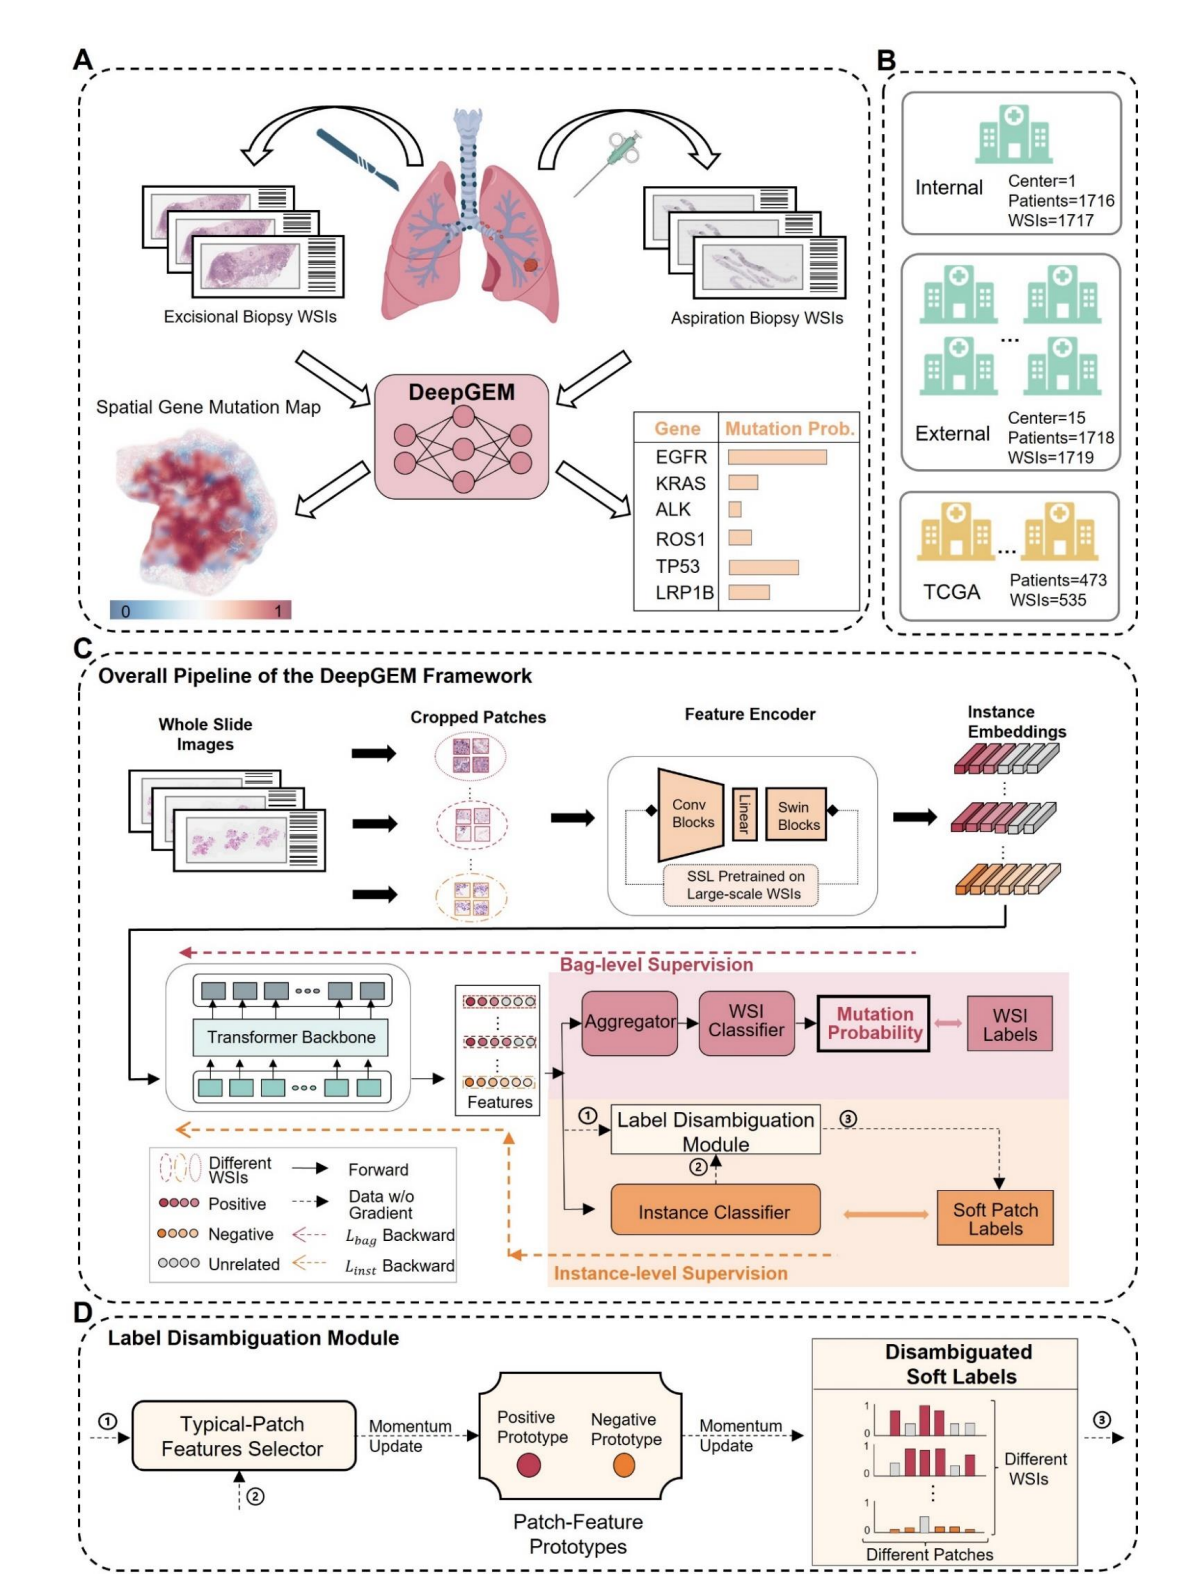 A
Excisional Biopsy WSIs
Aspiration Biopsy WSIs
DeepGEM
Spatial Gene Mutation Map
0 1
Gene Mutation Prob.
EGFR
KRAS
ALK
ROS1
TP53
LRP1B
B
Internal
Center=1
Patients=1716
WSIs=1717
...
External
Center=15
Patients=1718
WSIs=1719
...
TCGA
Patients=473
WSIs=535
C
Overall Pipeline of the DeepGEM Framework
Whole Slide
Images
Cropped Patches
Feature Encoder
Conv
Blocks
Linear
Swin
Blocks
SSL Pretrained on
Large-scale WSIs
Instance
Embeddings
Bag-level Supervision
Transformer Backbone
Features
Aggregator
WSI
Classifier
Mutation
Probability
WSI
Labels
①
Label Disambiguation
Module
③
②
Instance Classifier
Soft Patch
Labels
Instance-level Supervision
Different
WSIs
Forward
Positive
Data w/o
Gradient
Negative
L_bag Backward
Unrelated
L_inst Backward
D
Label Disambiguation Module
①
Typical-Patch
Features Selector
②
Momentum
Update
Positive
Prototype
Negative
Prototype
Patch-Feature
Prototypes
Momentum
Update
Disambiguated
Soft Labels
1
0
1
0
1
0
Different
WSIs
Different Patches
③